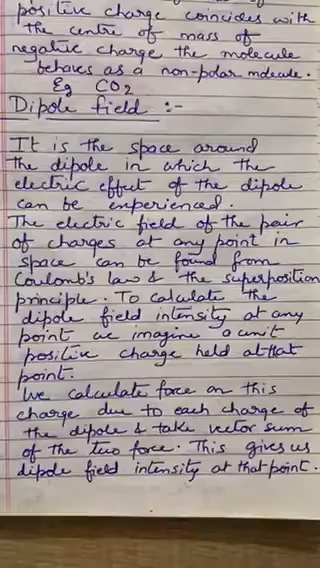 positive charge coincides with
the centre of mass of
negative charge the molecule
behaves as a non-polar molecule.
Eg CO2
Dipole field :-
It is the space around
the dipole in which the
electric effect of the dipole
can be experienced.
The electric field of the pair
of charges at any point in
space can be found from
Coulomb's law & the superposition
principle. To calculate the
dipole field intensity at any
point we imagine a unit
positive charge held at that
point.
We calculate force on this
charge due to each charge of
the dipole & take vector sum
of the two force. This gives us
dipole field intensity at that point.